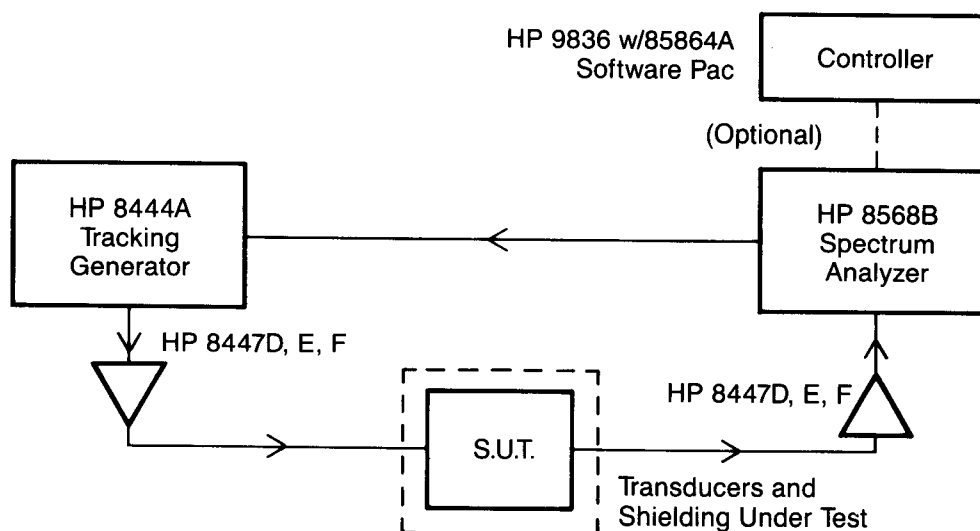 HP 9836 w/85864A
Software Pac
Controller
(Optional)
HP 8444A
Tracking
Generator
HP 8568B
Spectrum
Analyzer
HP 8447D, E, F
HP 8447D, E, F
S.U.T.
Transducers and
Shielding Under Test